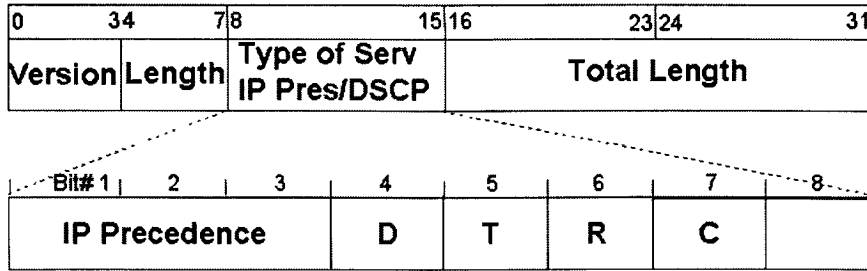 0 34 78 15 16 23 24 31
Version Length Type of Serv IP Pres/DSCP Total Length
Bit# 1 2 3 4 5 6 7 8
IP Precedence D T R C